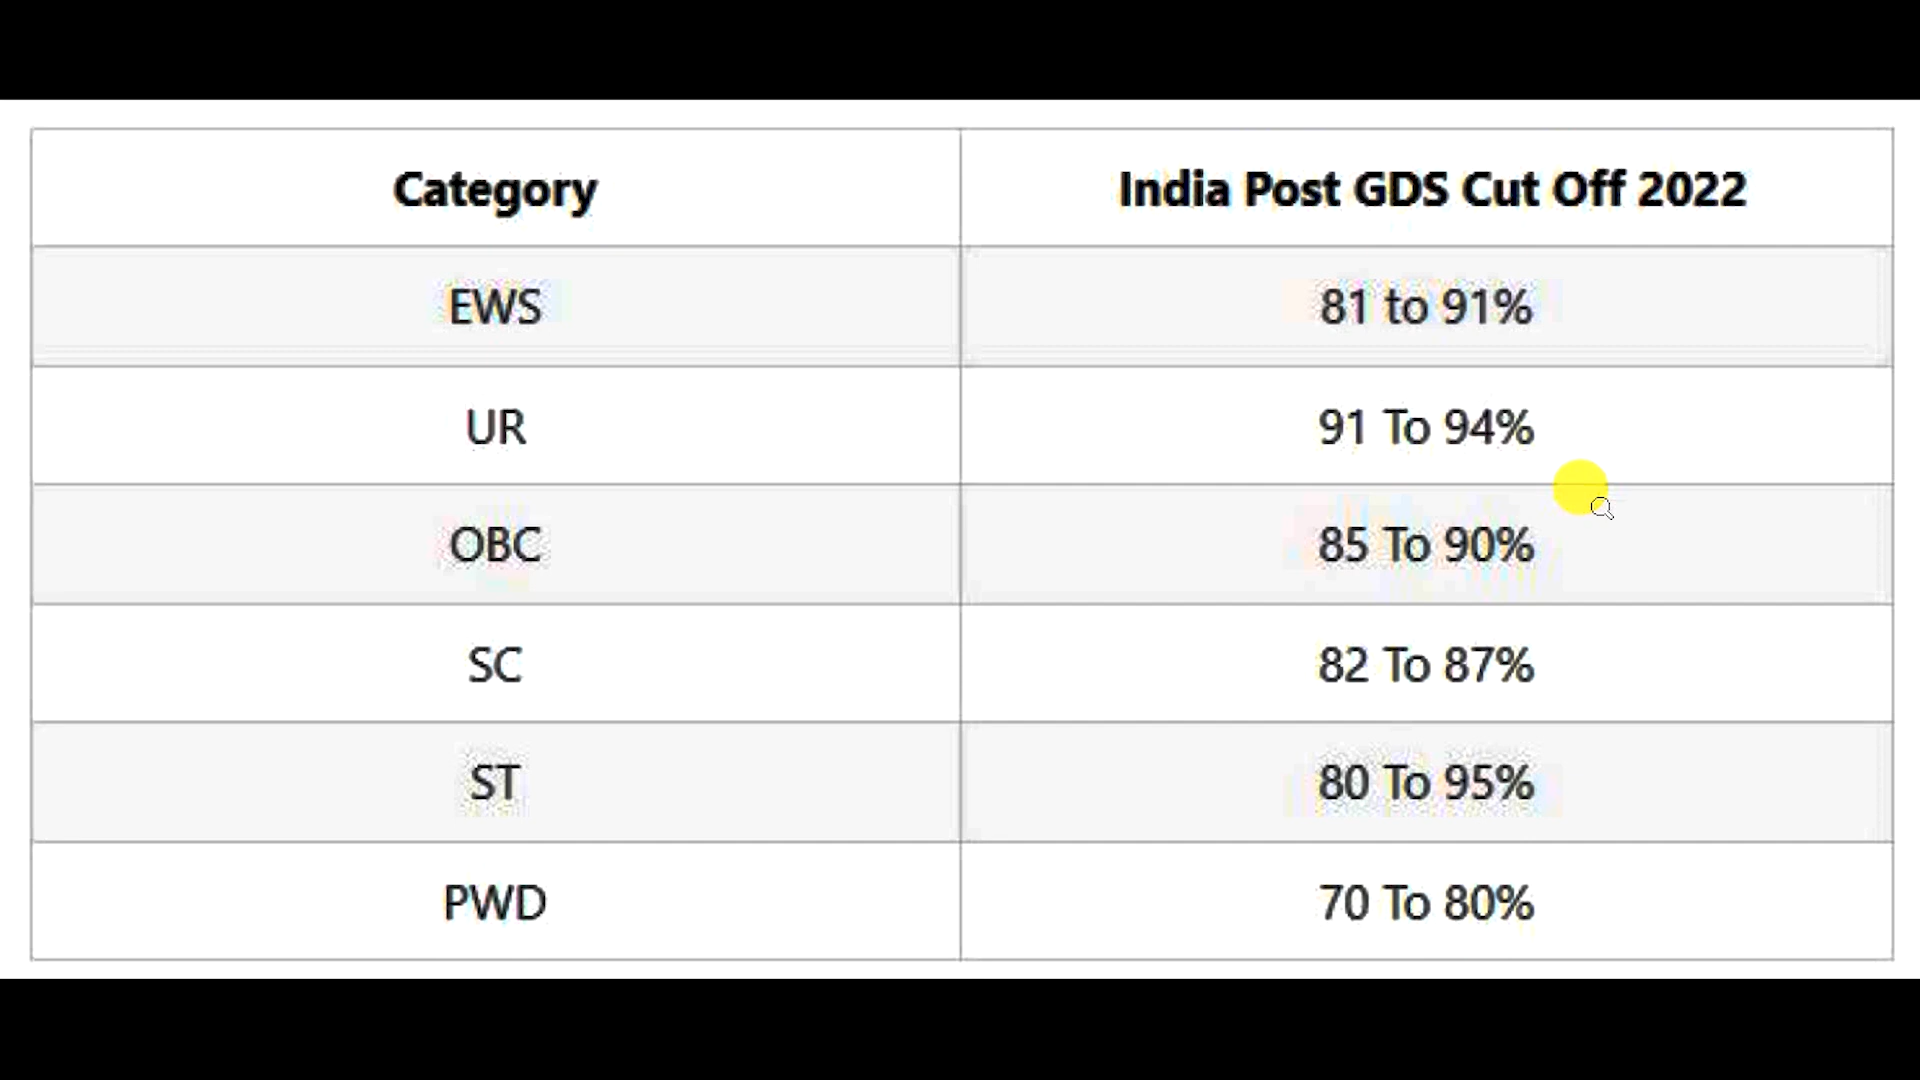 Category India Post GDS Cut Off 2022
EWS 81 to 91%
UR 91 To 94%
OBC 85 To 90%
SC 82 To 87%
ST 80 To 95%
PWD 70 To 80%